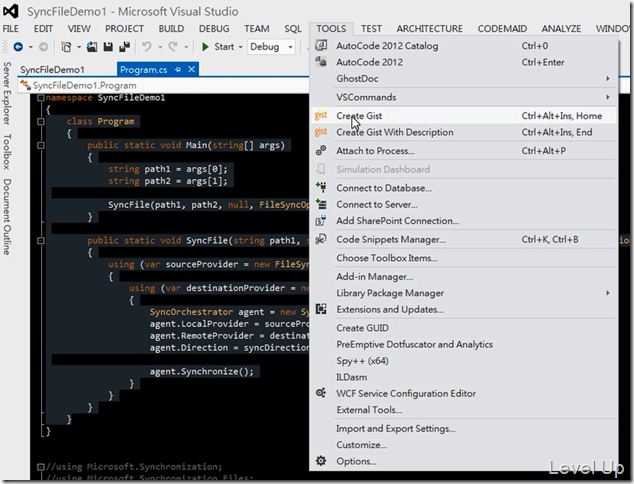 SyncFileDemo1 - Microsoft Visual Studio
FILE EDIT VIEW PROJECT BUILD DEBUG TEAM SQL TOOLS TEST ARCHITECTURE CODEMAID ANALYZE WINDOW
Start Debug
Server Explorer
Toolbox
Document Outline
SyncFileDemo1 Program.cs
SyncFileDemo1.Program
namespace SyncFileDemo1
{
class Program
{
public static void Main(string[] args)
{
string path1 = args[0];
string path2 = args[1];
SyncFile(path1, path2, null, FileSyncOp
}
public static void SyncFile(string path1, s
{
using (var sourceProvider = new FileSyn
{
using (var destinationProvider = ne
{
SyncOrchestrator agent = new Sy
agent.LocalProvider = sourcePro
agent.RemoteProvider = destinat
agent.Direction = syncDirection
agent.Synchronize();
}
}
}
}
}
//using Microsoft.Synchronization;
//using Microsoft.Synchronization.Files;
AutoCode 2012 Catalog Ctrl+0
AutoCode 2012 Ctrl+Enter
GhostDoc
VSCommands
gist Create Gist Ctrl+Alt+Ins, Home
gist Create Gist With Description Ctrl+Alt+Ins, End
Attach to Process... Ctrl+Alt+P
Simulation Dashboard
Connect to Database...
Connect to Server...
Add SharePoint Connection...
Code Snippets Manager... Ctrl+K, Ctrl+B
Choose Toolbox Items...
Add-in Manager...
Library Package Manager
Extensions and Updates...
Create GUID
PreEmptive Dotfuscator and Analytics
Spy++ (x64)
ILDasm
WCF Service Configuration Editor
External Tools...
Import and Export Settings...
Customize...
Options...
Level Up